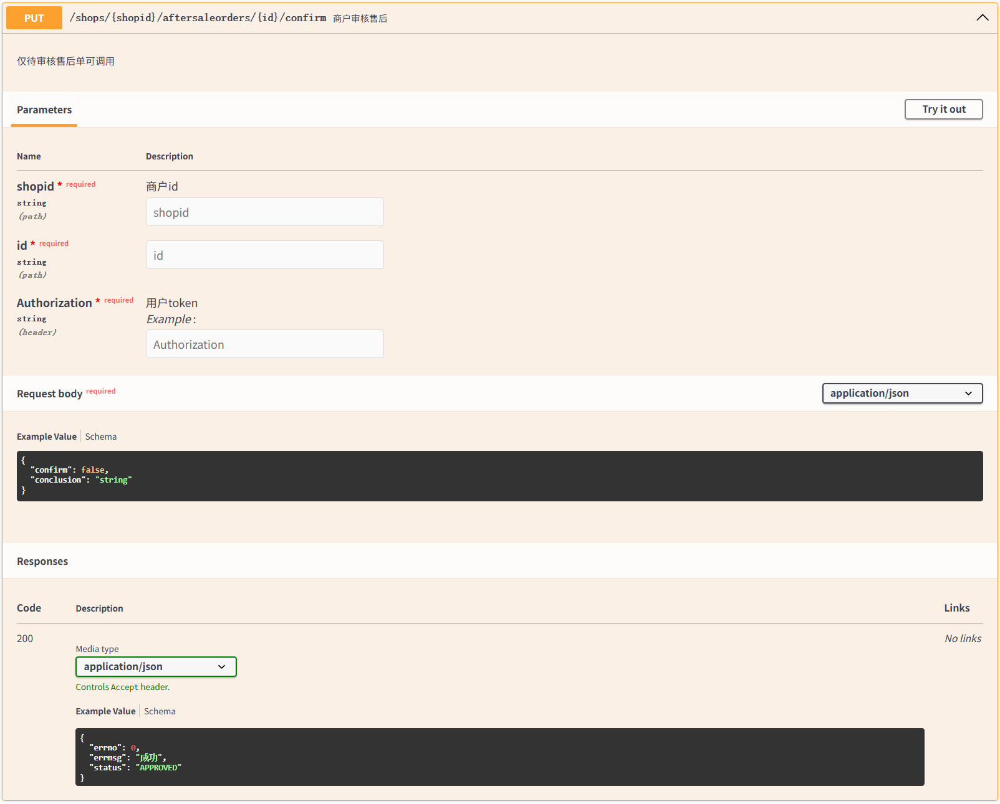 PUT /shops/{shopid}/aftersaleorders/{id}/confirm 商户审核售后
仅待审核售后单可调用
Parameters
Try it out
Name Description
shopid * required 商户id
string
(path)
shopid
id * required
string
(path)
id
Authorization * required 用户token
string Example :
(header)
Authorization
Request body required application/json
Example Value Schema
{
  "confirm": false,
  "conclusion": "string"
}
Responses
Code Description Links
200 No links
Media type
application/json
Controls Accept header.
Example Value Schema
{
  "errno": 0,
  "errmsg": "成功",
  "status": "APPROVED"
}